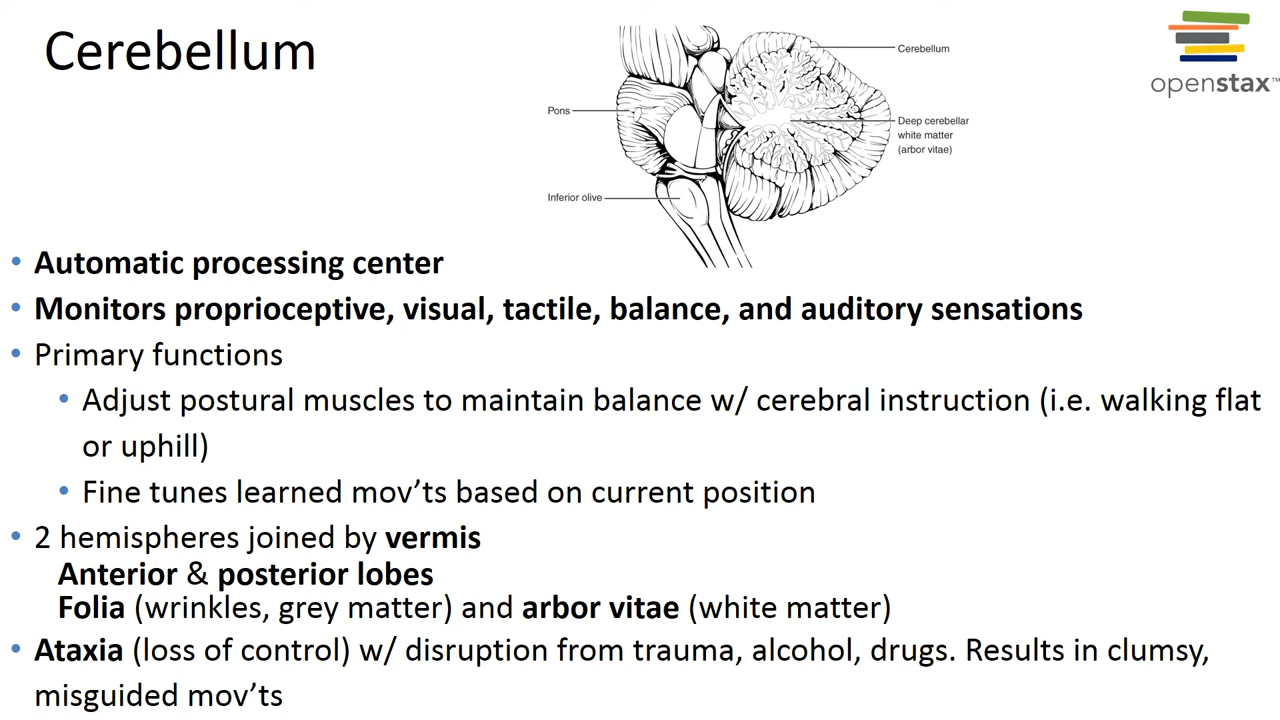 Cerebellum
openstax™
Cerebellum
Pons
Deep cerebellar
white matter
(arbor vitae)
Inferior olive
• Automatic processing center
• Monitors proprioceptive, visual, tactile, balance, and auditory sensations
• Primary functions
• Adjust postural muscles to maintain balance w/ cerebral instruction (i.e. walking flat
or uphill)
• Fine tunes learned mov’ts based on current position
• 2 hemispheres joined by vermis
Anterior & posterior lobes
Folia (wrinkles, grey matter) and arbor vitae (white matter)
• Ataxia (loss of control) w/ disruption from trauma, alcohol, drugs. Results in clumsy,
misguided mov’ts